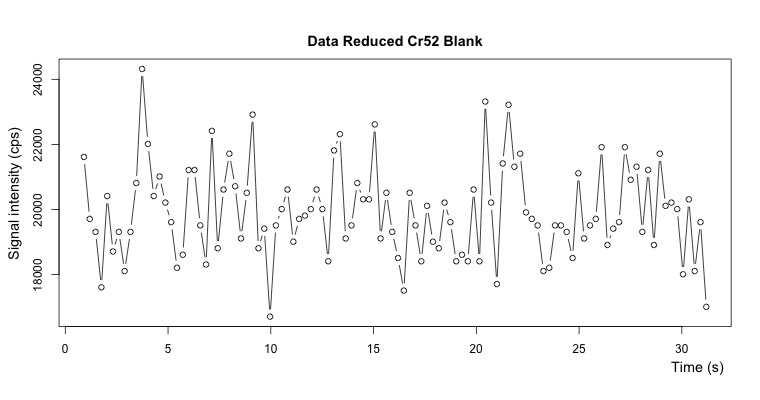 Data Reduced Cr52 Blank
Signal intensity (cps)
24000
22000
20000
18000
0 5 10 15 20 25 30
Time (s)